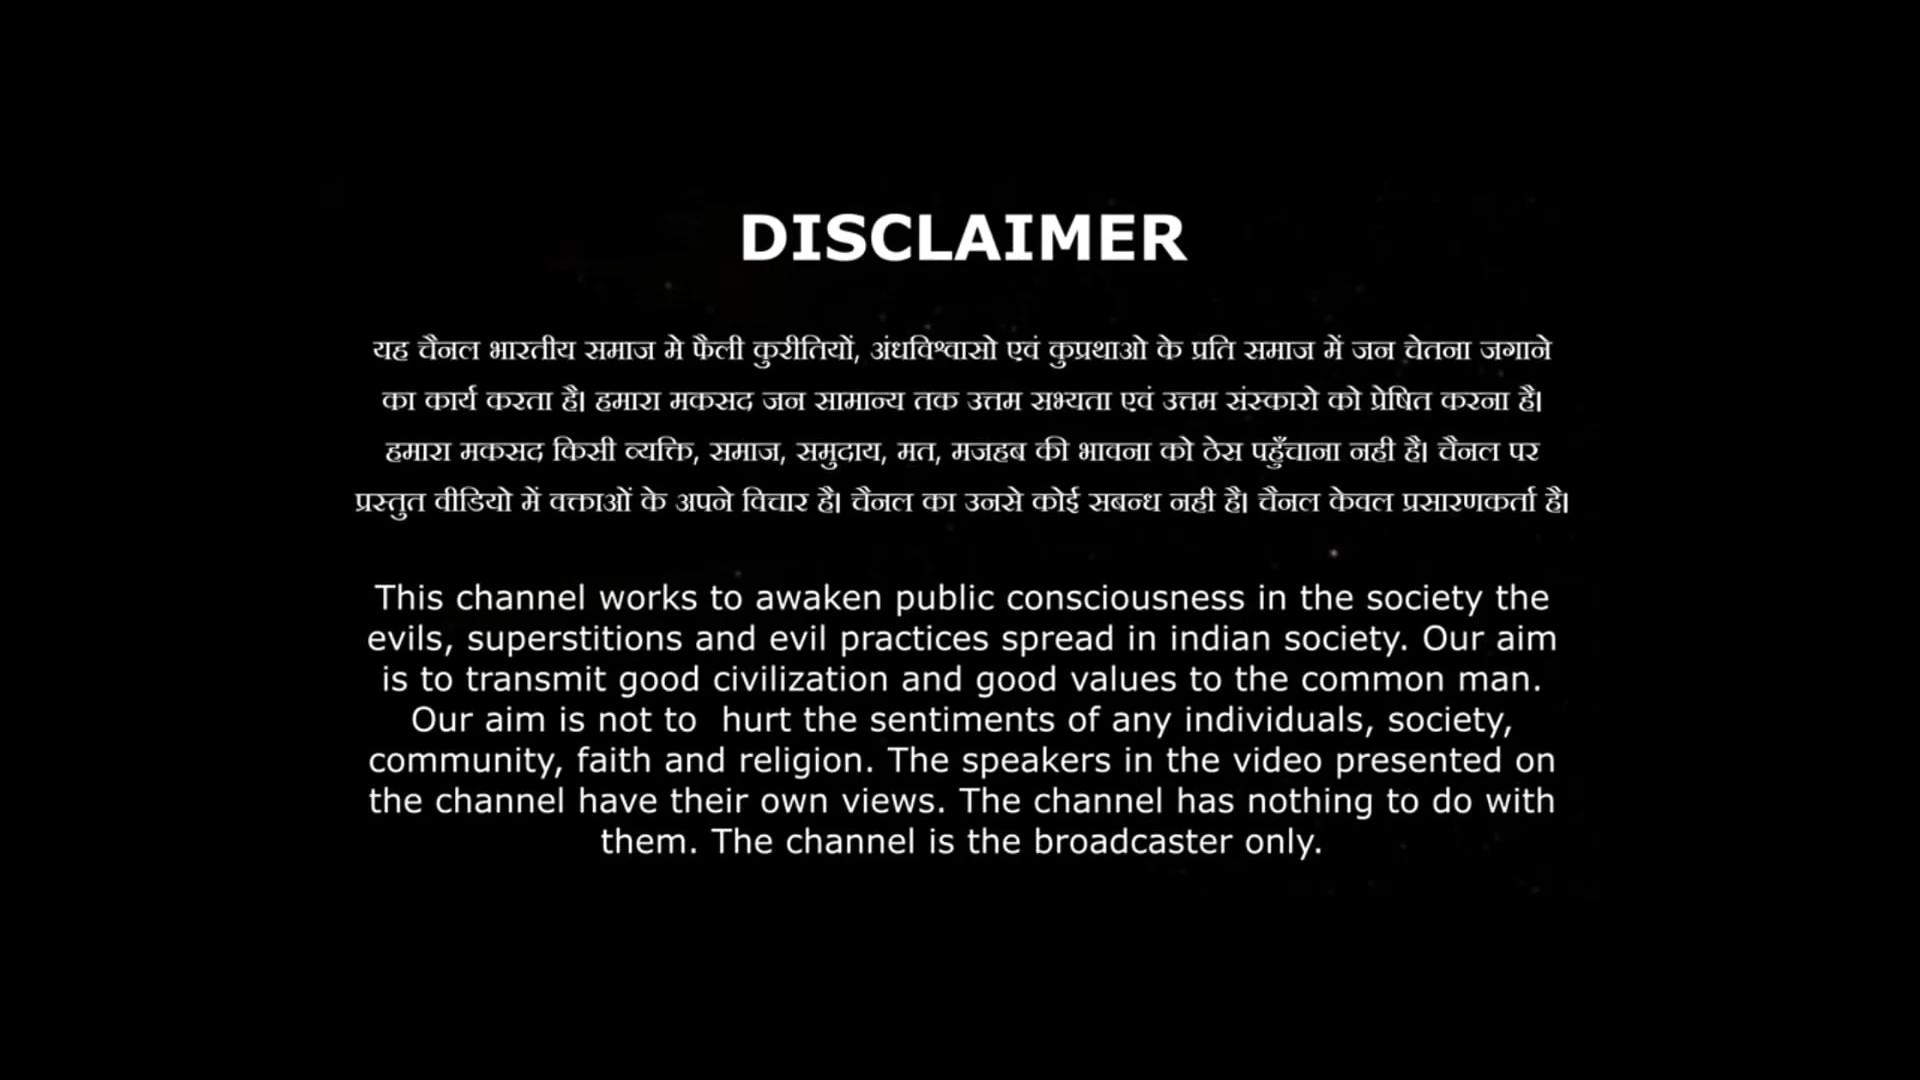 DISCLAIMER
यह चैनल भारतीय समाज मे फैली कुरीतियों, अंधविश्वासो एवं कुप्रथाओ के प्रति समाज में जन चेतना जगाने
का कार्य करता है। हमारा मकसद जन सामान्य तक उत्तम सभ्यता एवं उत्तम संस्कारो को प्रेषित करना है।
हमारा मकसद किसी व्यक्ति, समाज, समुदाय, मत, मजहब की भावना को ठेस पहुँचाना नही है। चैनल पर
प्रस्तुत वीडियो में वक्ताओं के अपने विचार है। चैनल का उनसे कोई सबन्ध नही है। चैनल केवल प्रसारणकर्ता है।
This channel works to awaken public consciousness in the society the
evils, superstitions and evil practices spread in indian society. Our aim
is to transmit good civilization and good values to the common man.
Our aim is not to  hurt the sentiments of any individuals, society,
community, faith and religion. The speakers in the video presented on
the channel have their own views. The channel has nothing to do with
them. The channel is the broadcaster only.